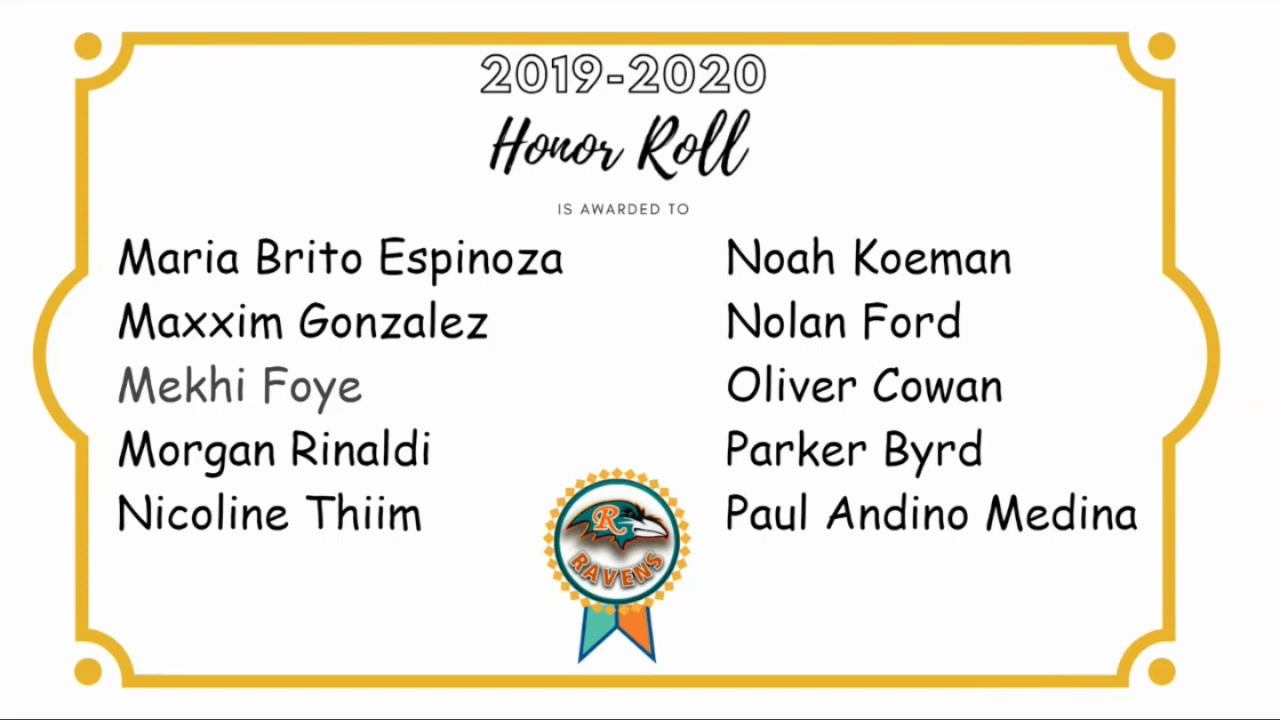 2019-2020
Honor Roll
IS AWARDED TO
Maria Brito Espinoza
Maxxim Gonzalez
Mekhi Foye
Morgan Rinaldi
Nicoline Thiim
Noah Koeman
Nolan Ford
Oliver Cowan
Parker Byrd
Paul Andino Medina
R
RAVENS